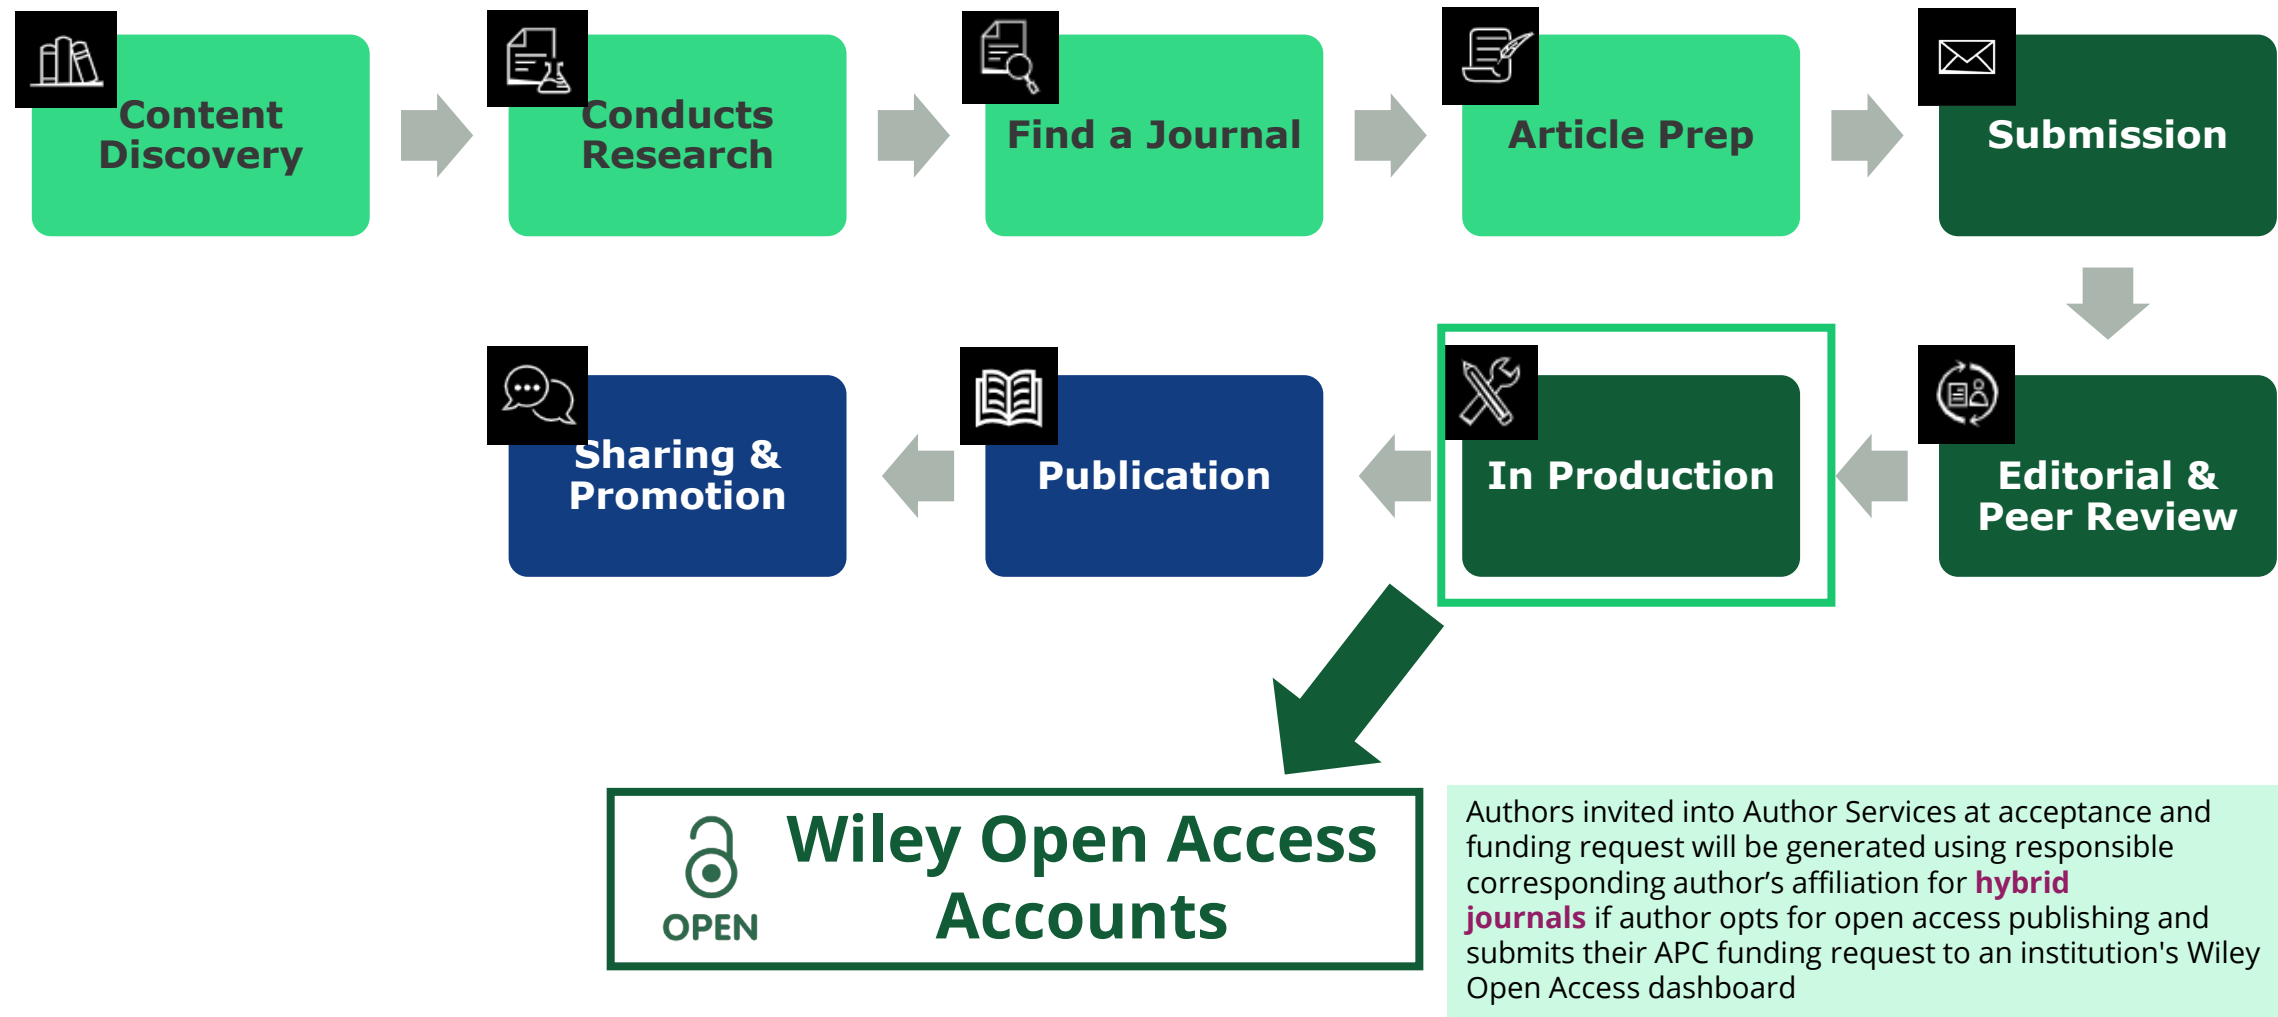 Content
Discovery
Conducts
Research
Find a Journal
Article Prep
Submission
Sharing &
Promotion
Publication
In Production
Editorial &
Peer Review
Wiley Open Access
Accounts
OPEN
Authors invited into Author Services at acceptance and
funding request will be generated using responsible
corresponding author’s affiliation for hybrid
journals if author opts for open access publishing and
submits their APC funding request to an institution's Wiley
Open Access dashboard